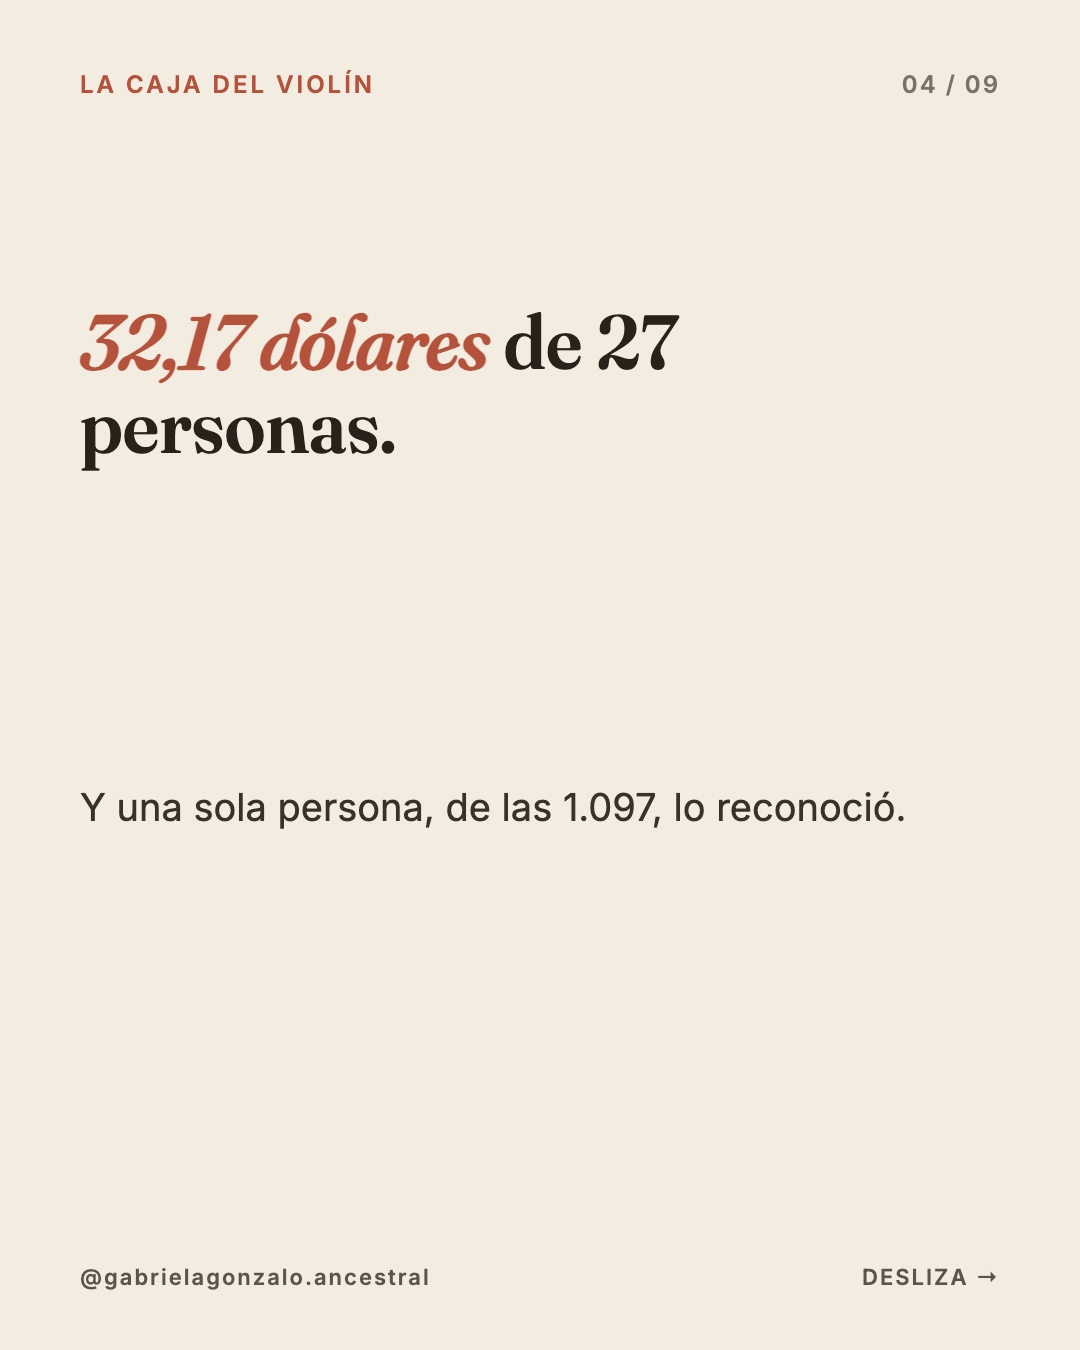 LA CAJA DEL VIOLÍN
04 / 09
32,17 dólares de 27
personas.
Y una sola persona, de las 1.097, lo reconoció.
@gabrielagonzalo.ancestral
DESLIZA →